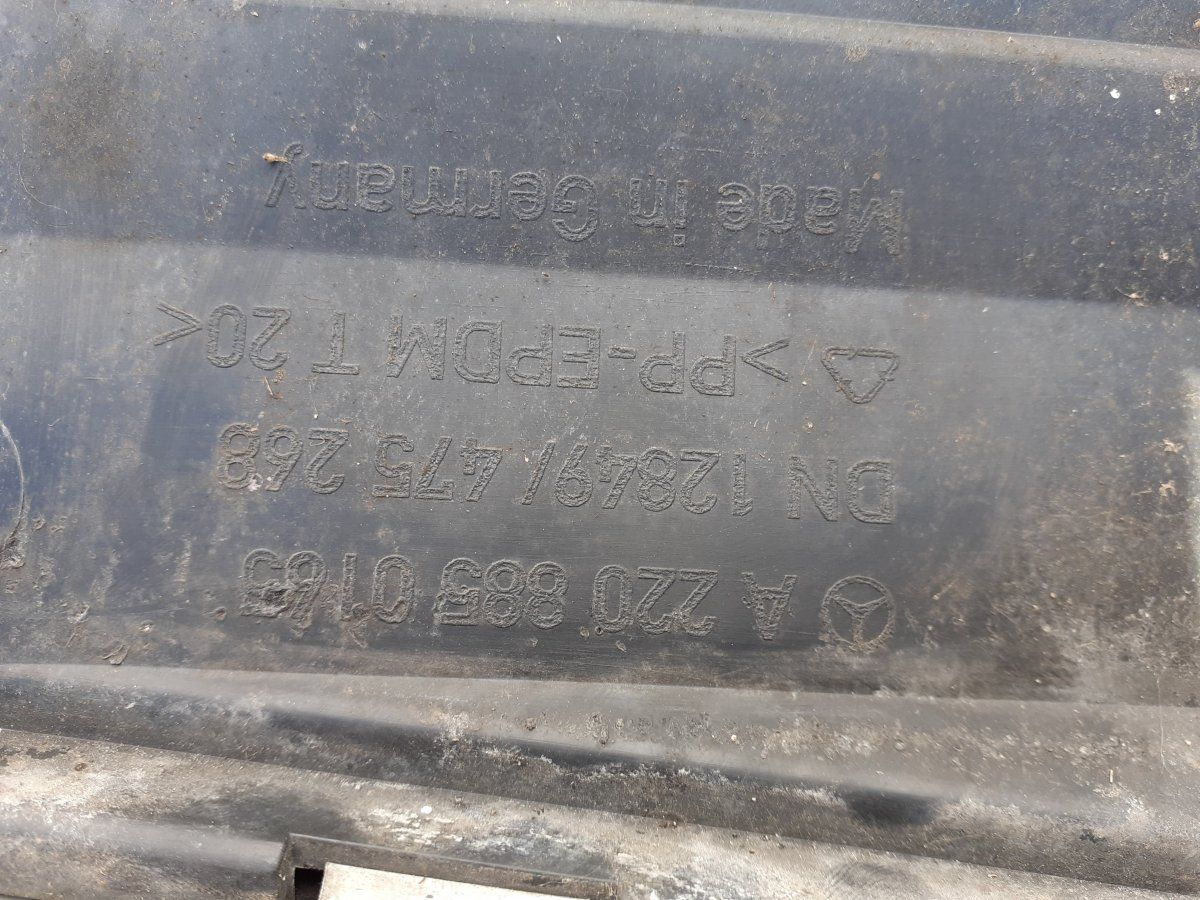 A 220 885 0165
DN 12849/ 475 268
>PP-EPDM T 20<
Made in Germany